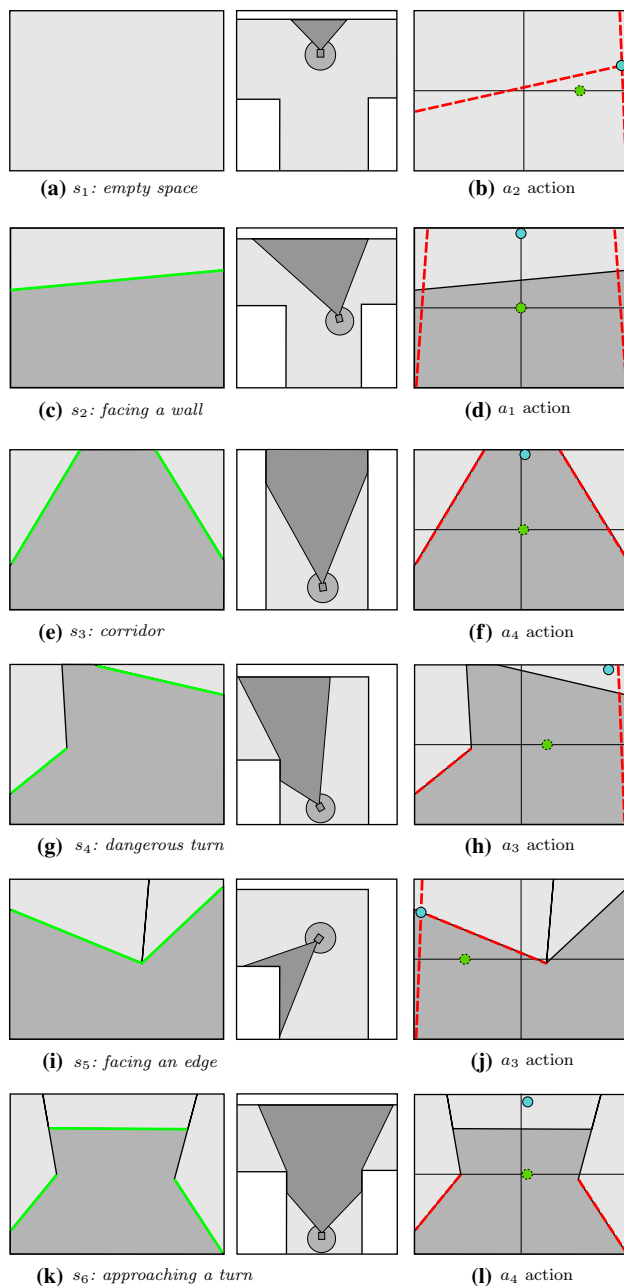 (a) s1: empty space
(b) a2 action
(c) s2: facing a wall
(d) a1 action
(e) s3: corridor
(f) a4 action
(g) s4: dangerous turn
(h) a3 action
(i) s5: facing an edge
(j) a3 action
(k) s6: approaching a turn
(l) a4 action